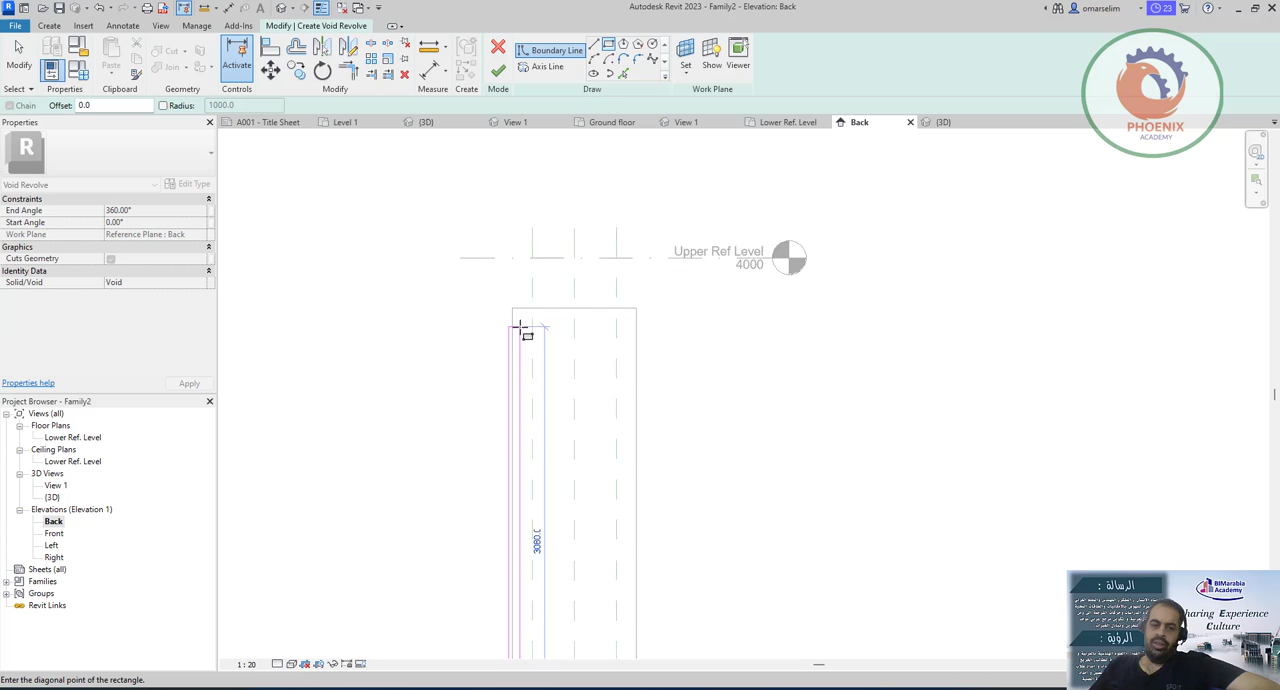 Autodesk Revit 2023 - Family2 - Elevation: Back
omarselim
23
File Create Insert Annotate View Manage Add-Ins Modify | Create Void Revolve
Modify
Paste
Cut
Join
Activate
Boundary Line
Axis Line
Set Show Viewer
Select Properties Clipboard Geometry Controls Modify Measure Create Mode Draw Work Plane
Chain Offset: 0.0 Radius: 1000.0
Properties
A001 - Title Sheet Level 1 {3D} View 1 Ground floor View 1 Lower Ref. Level Back {3D}
R
Void Revolve Edit Type
Constraints
End Angle 360.00°
Start Angle 0.00°
Work Plane Reference Plane : Back
Graphics
Cuts Geometry
Identity Data
Solid/Void Void
Properties help Apply
Project Browser - Family2
Views (all)
Floor Plans
Lower Ref. Level
Ceiling Plans
Lower Ref. Level
3D Views
View 1
{3D}
Elevations (Elevation 1)
Back
Front
Left
Right
Sheets (all)
Families
Groups
Revit Links
Upper Ref Level
4000
3080.0
PHOENIX
ACADEMY
الرسالة :
BIMarabia
Academy
Sharing Experience
Culture
الرؤية :
1 : 20
Enter the diagonal point of the rectangle.